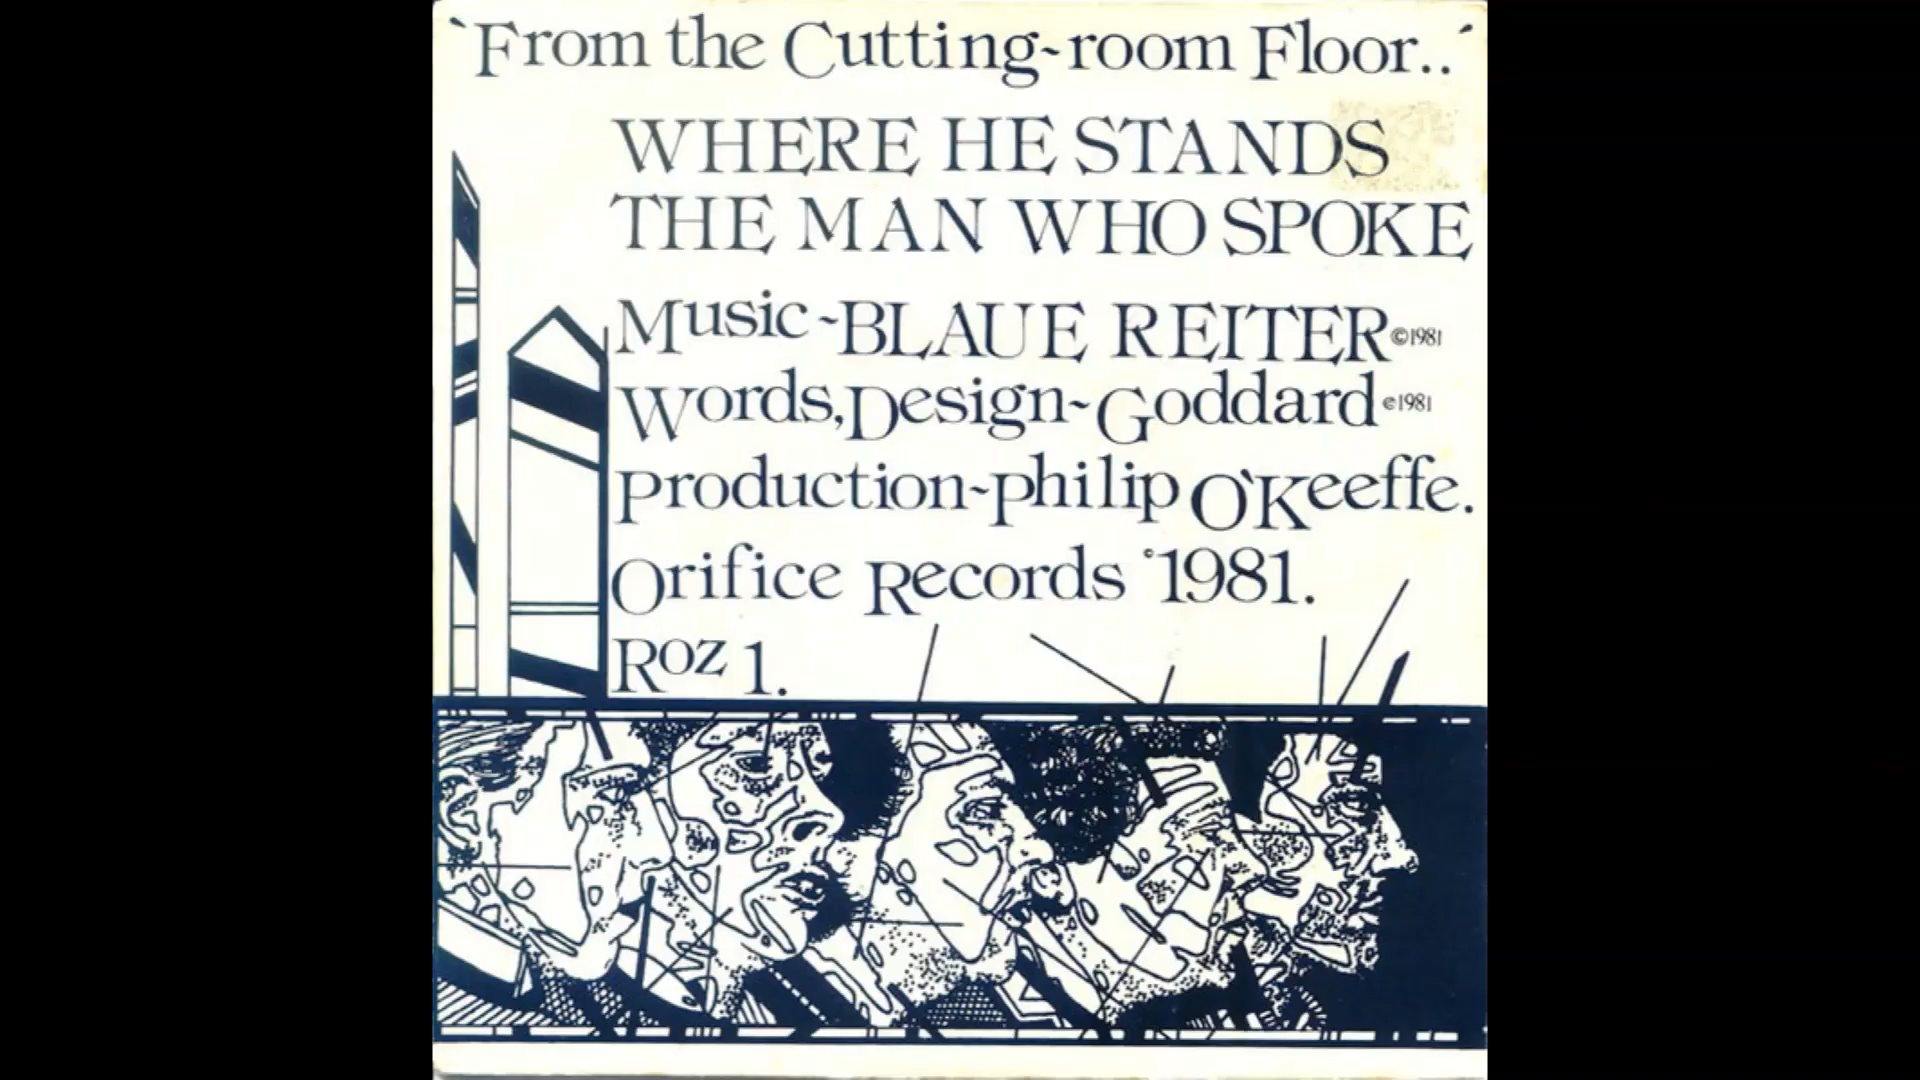 `From the Cutting-room Floor..´
WHERE HE STANDS
THE MAN WHO SPOKE
Music~BLAUE REITER ©1981
Words, Design~Goddard ©1981
Production~Philip O'Keeffe.
Orifice Records ©1981.
Roz 1.